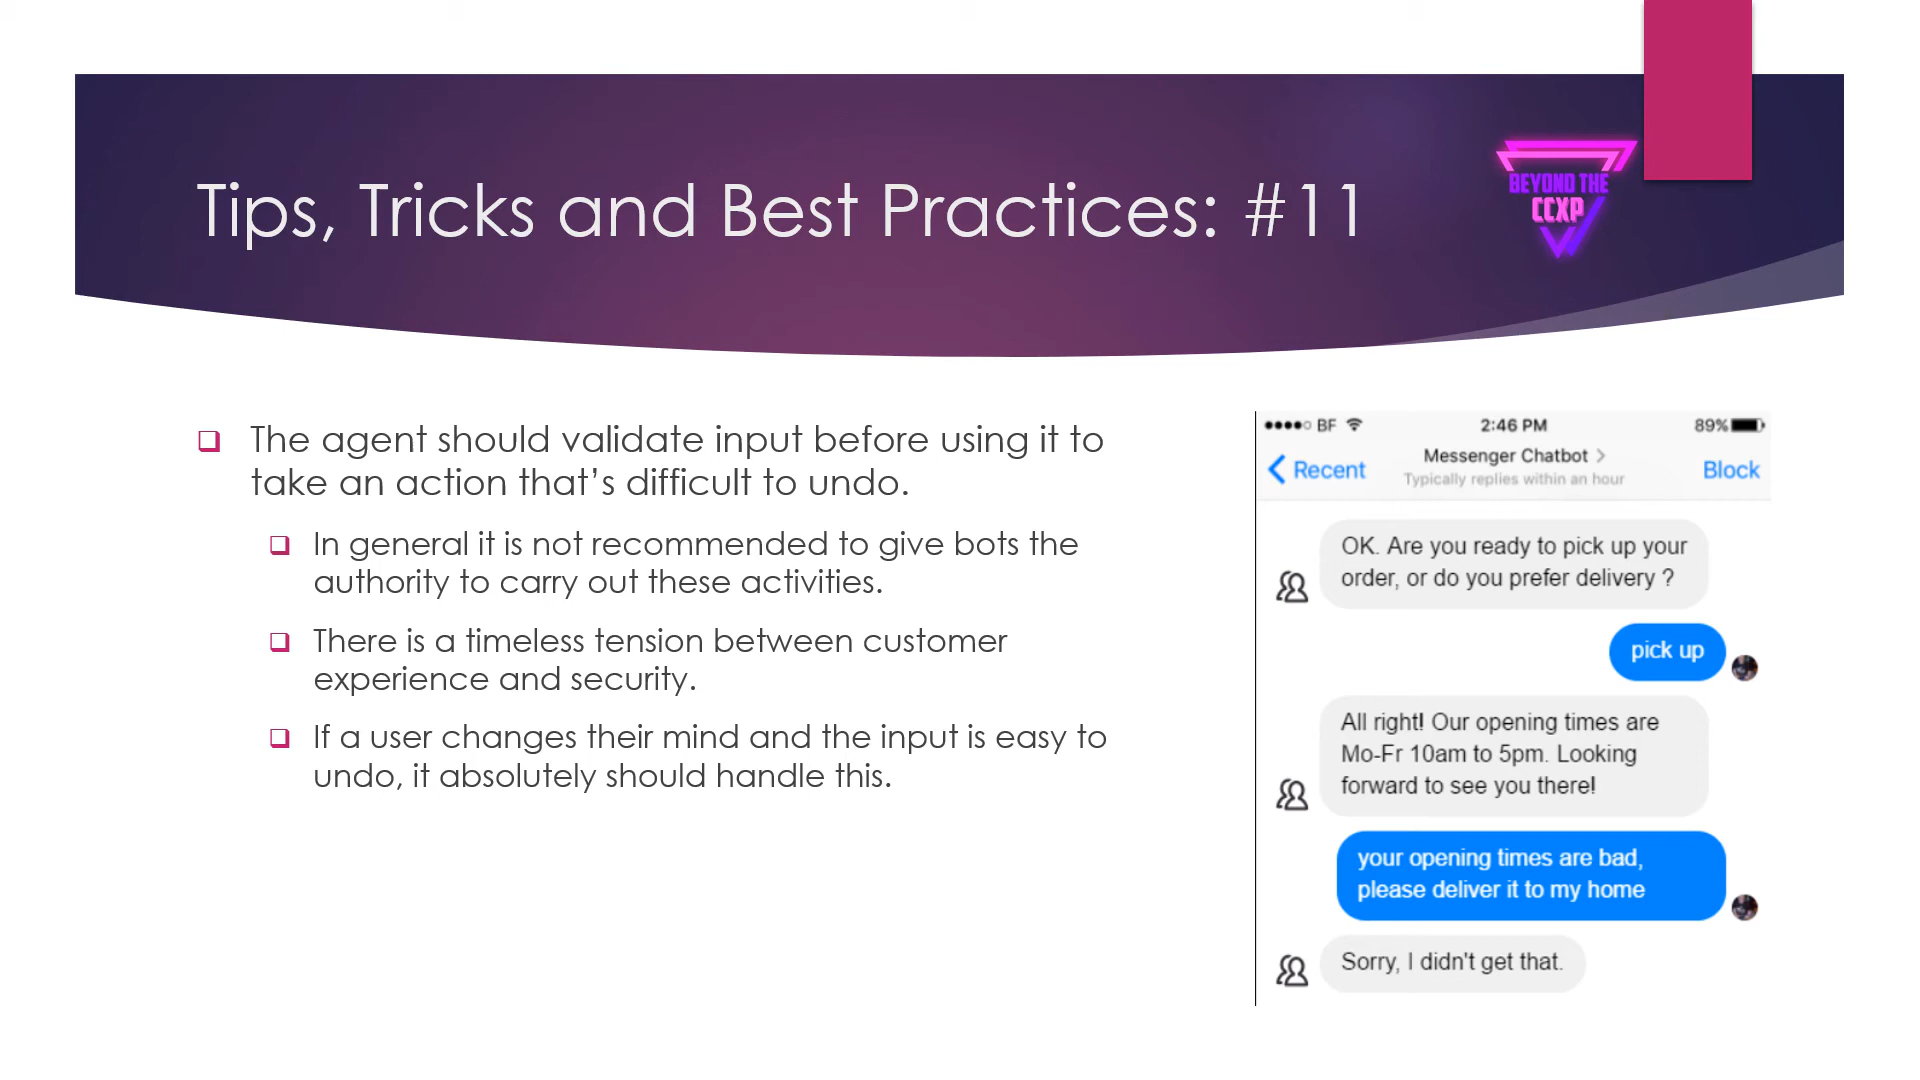 Tips, Tricks and Best Practices: #11
BEYOND THE
CCXP
The agent should validate input before using it to
take an action that’s difficult to undo.
In general it is not recommended to give bots the
authority to carry out these activities.
There is a timeless tension between customer
experience and security.
If a user changes their mind and the input is easy to
undo, it absolutely should handle this.
BF 2:46 PM 89%
Messenger Chatbot
Recent
Block
Typically replies within an hour
OK. Are you ready to pick up your
order, or do you prefer delivery ?
pick up
All right! Our opening times are
Mo-Fr 10am to 5pm. Looking
forward to see you there!
your opening times are bad,
please deliver it to my home
Sorry, I didn't get that.